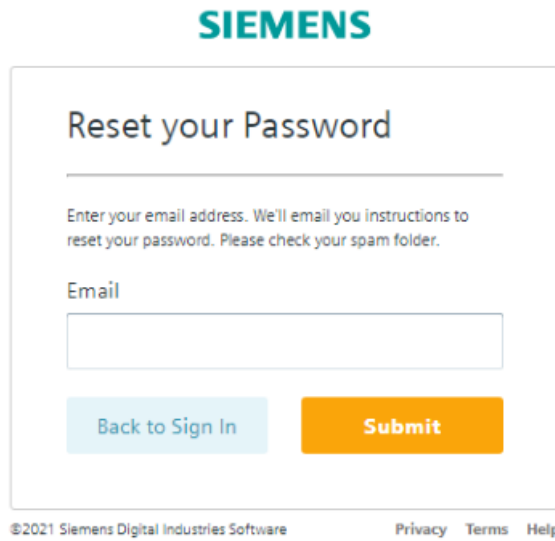 SIEMENS
Reset your Password
Enter your email address. We'll email you instructions to
reset your password. Please check your spam folder.
Email
Back to Sign In
Submit
©2021 Siemens Digital Industries Software
Privacy Terms Help